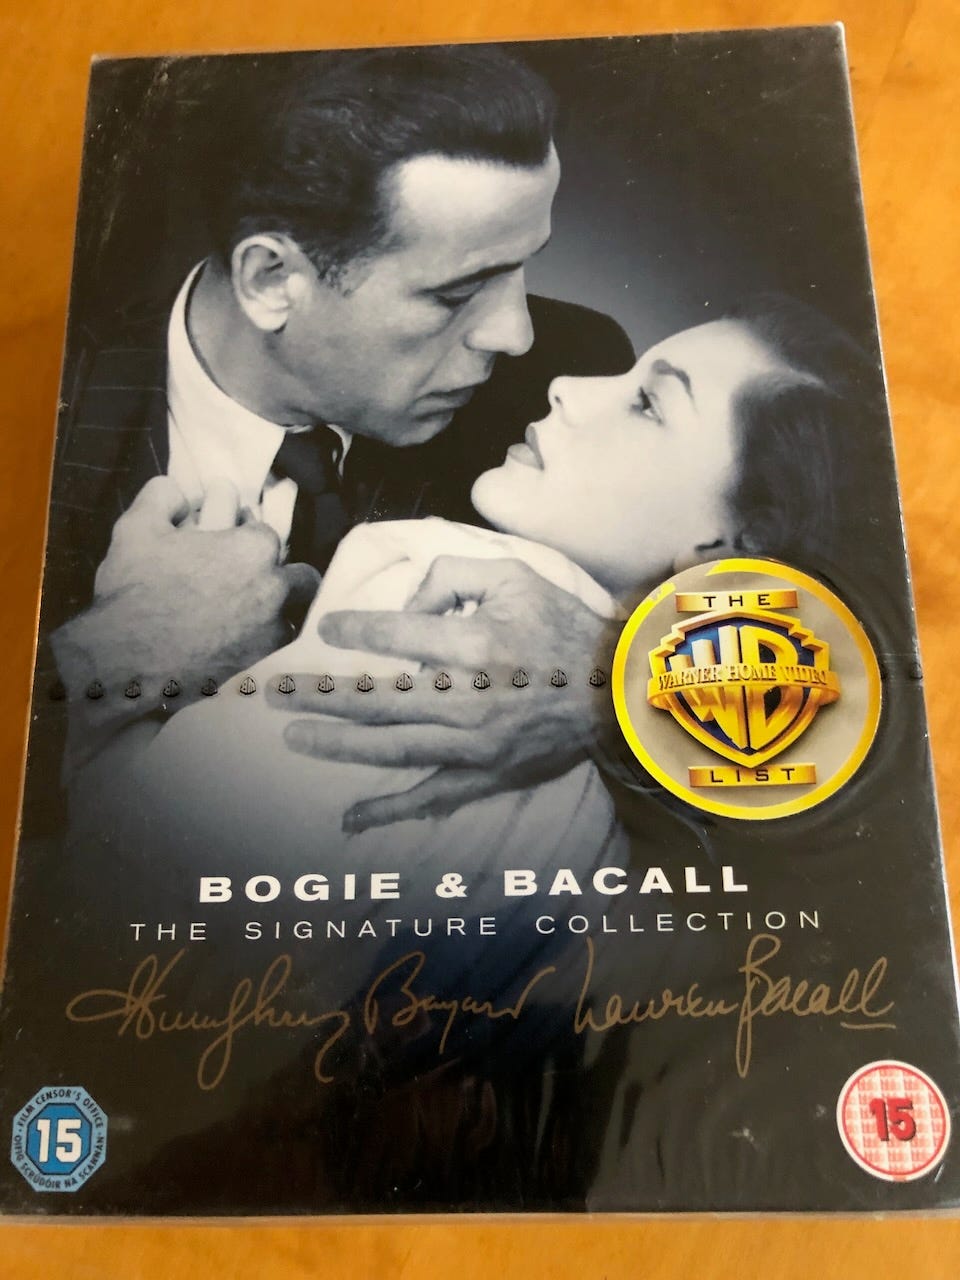 THE
WB
WARNER HOME VIDEO
LIST
BOGIE & BACALL
THE SIGNATURE COLLECTION
Humphrey Bogart Lauren Bacall
FILM CENSOR'S OFFICE
15
OIFIG SCRÚDÓIR NA SCANNÁN
15